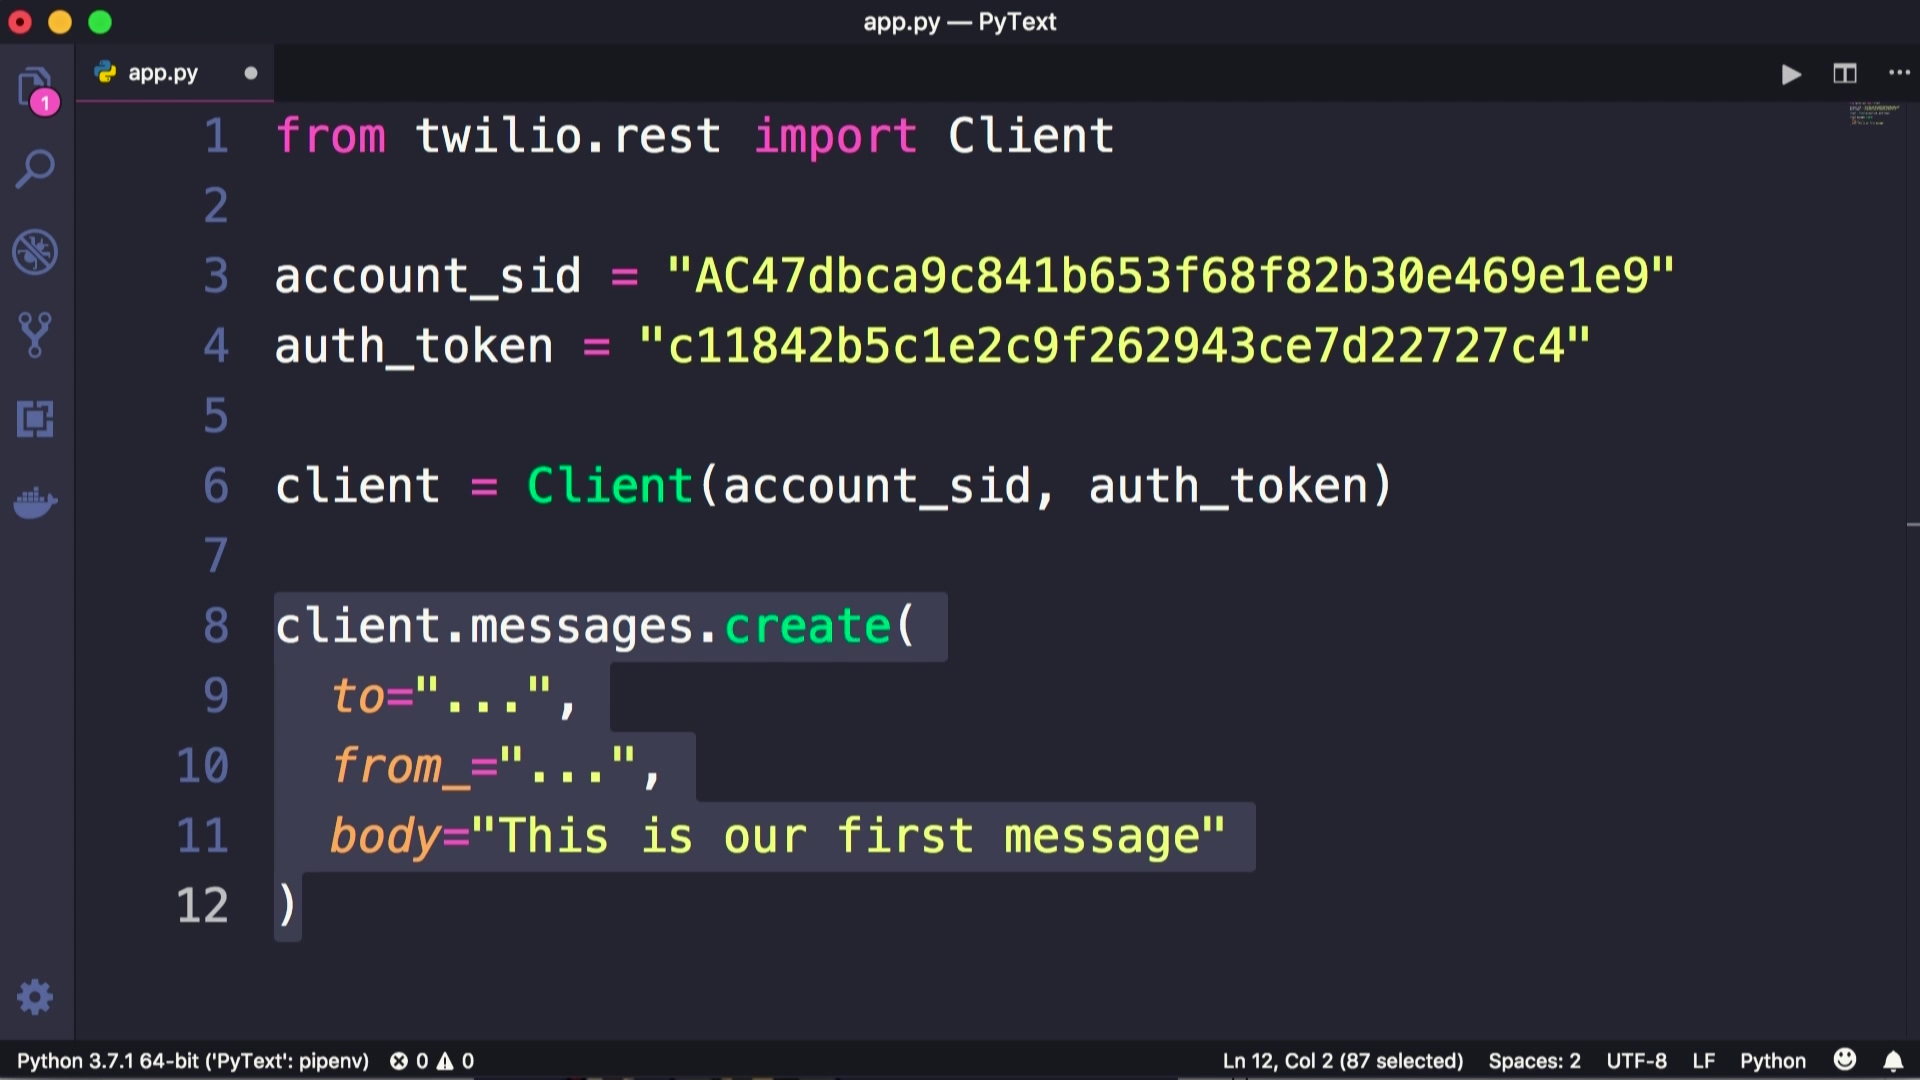 app.py — PyText
app.py
1
1 from twilio.rest import Client
2
3 account_sid = "AC47dbca9c841b653f68f82b30e469e1e9"
4 auth_token = "c11842b5c1e2c9f262943ce7d22727c4"
5
6 client = Client(account_sid, auth_token)
7
8 client.messages.create(
9   to="...",
10   from_="...",
11   body="This is our first message"
12 )
Python 3.7.1 64-bit ('PyText': pipenv) 0 0 Ln 12, Col 2 (87 selected) Spaces: 2 UTF-8 LF Python